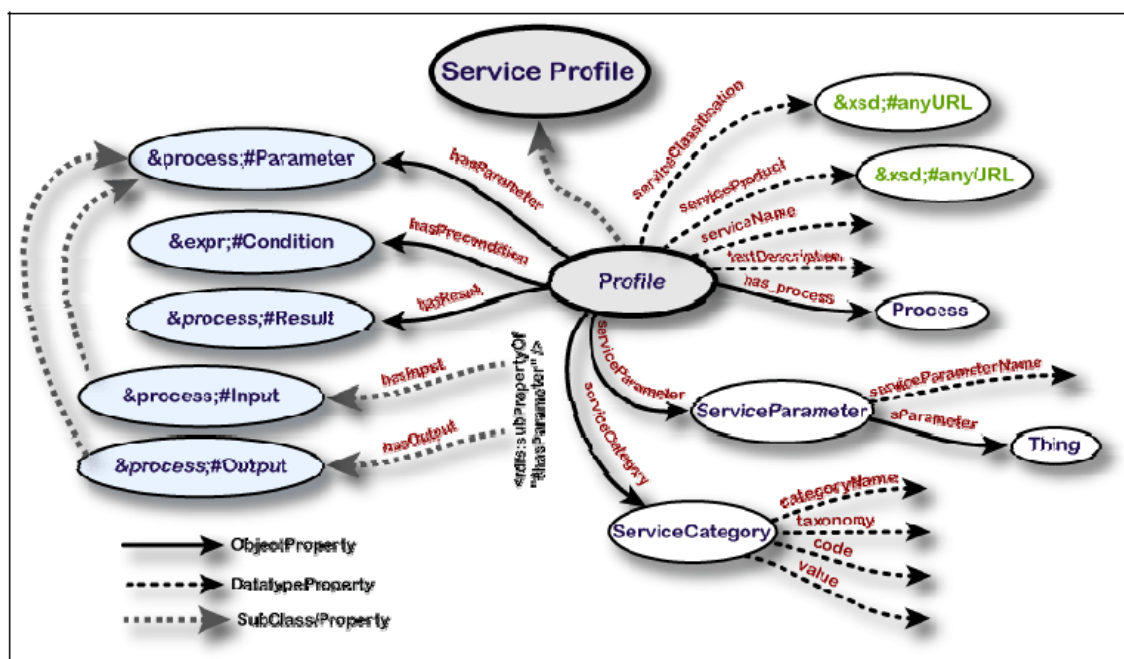 Service Profile
&xsd;#anyURL
serviceClassification
&process;#Parameter
hasParameter
serviceProduct
&xsd;#anyURL
serviceName
&expr;#Condition
hasPrecondition
textDescription
Profile
has_process
Process
&process;#Result
hasResult
hasInput
&process;#Input
<rdfs:subPropertyOf
"#hasParameter"/>
serviceParameter
serviceCategory
serviceParameterName
ServiceParameter
sParameter
Thing
hasOutput
&process;#Output
categoryName
taxonomy
ServiceCategory
code
value
ObjectProperty
DatatypeProperty
SubClass/Property